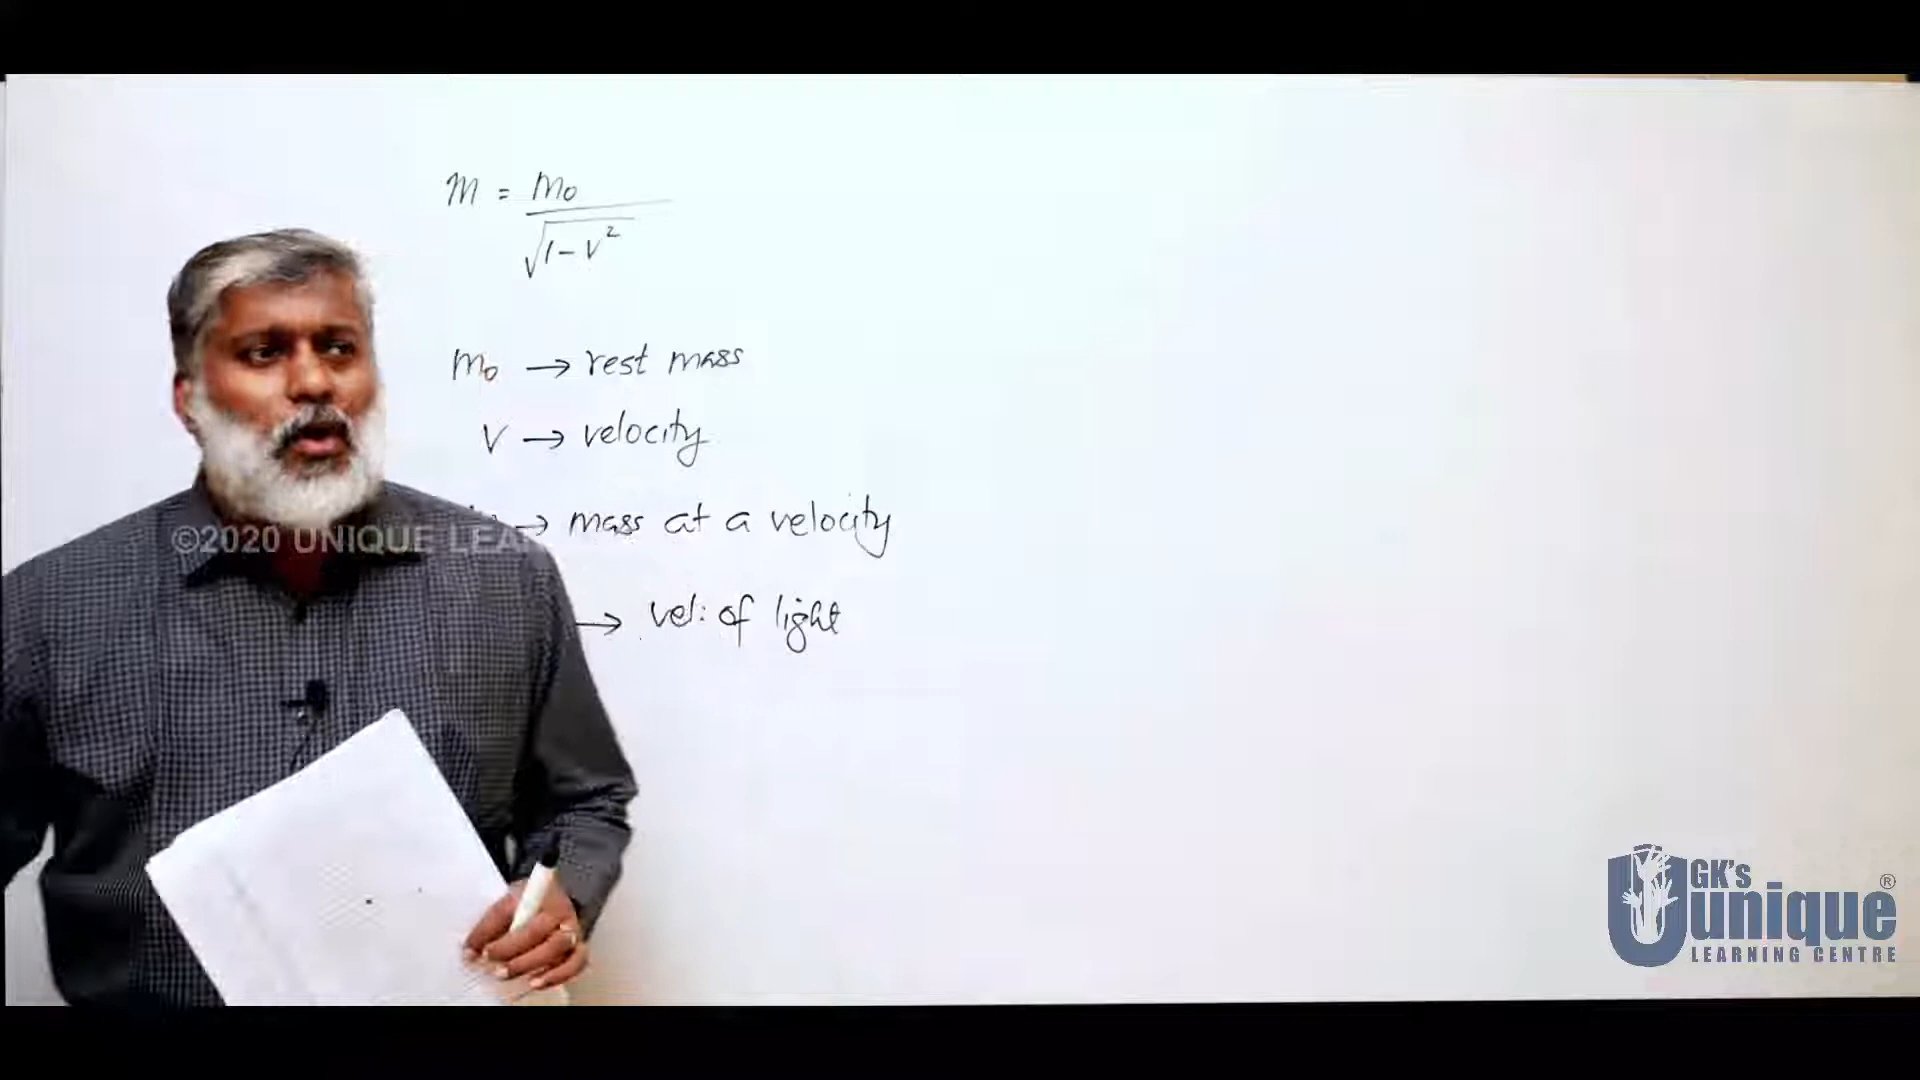 m = m₀
√1-v²
m₀ → rest mass
v → velocity
→ mass at a velocity
→ vel: of light
©2020 UNIQUE LEA
GK's
unique®
LEARNING CENTRE